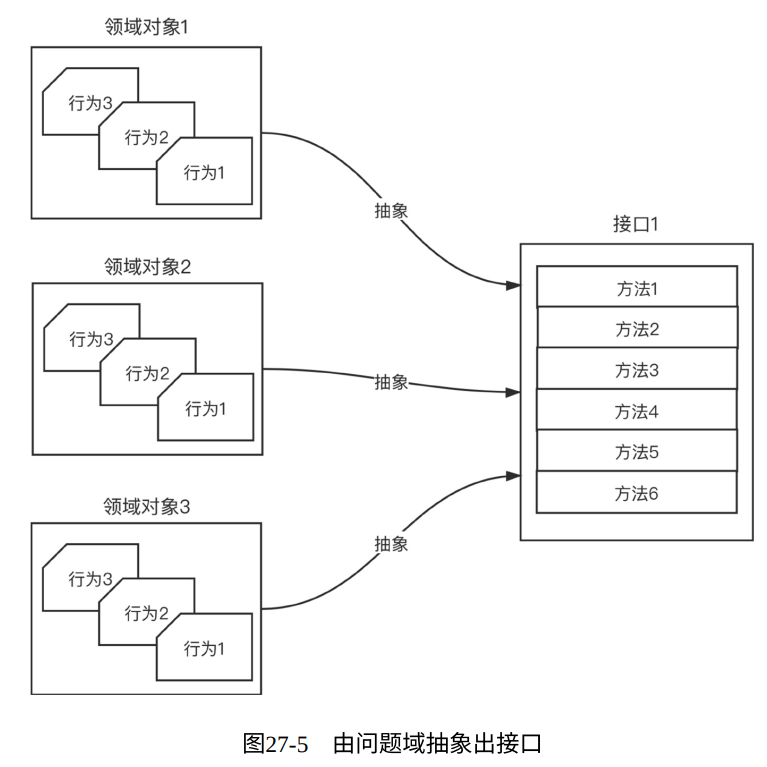 领域对象1
行为3
行为2
行为1
抽象
领域对象2
行为3
行为2
行为1
抽象
领域对象3
行为3
行为2
行为1
抽象
接口1
方法1
方法2
方法3
方法4
方法5
方法6
图27-5 由问题域抽象出接口